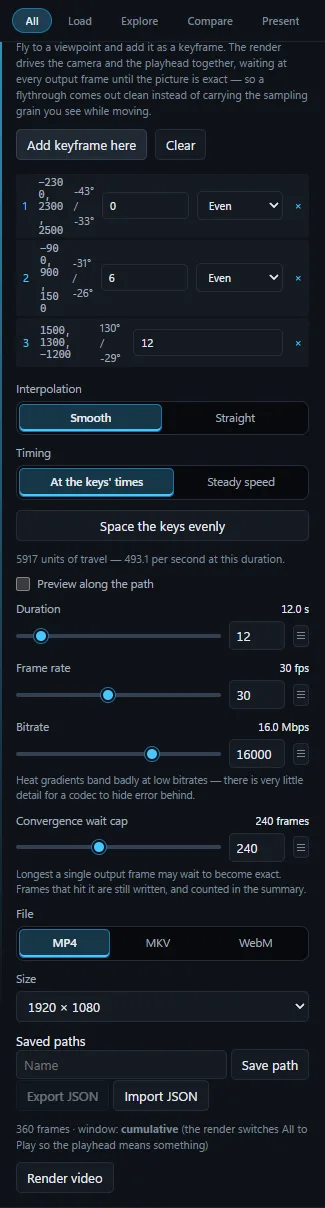 All Load Explore Compare Present
Fly to a viewpoint and add it as a keyframe. The render
drives the camera and the playhead together, waiting at
every output frame until the picture is exact — so a
flythrough comes out clean instead of carrying the sampling
grain you see while moving.
Add keyframe here Clear
1 −2300, 2300, 2500 -43° / -33° 0 Even ×
2 −900, 900, 1500 -31° / -26° 6 Even ×
3 1500, 1300, −1200 130° / -29° 12 ×
Interpolation
Smooth Straight
Timing
At the keys' times Steady speed
Space the keys evenly
5917 units of travel — 493.1 per second at this duration.
Preview along the path
Duration 12.0 s
12
Frame rate 30 fps
30
Bitrate 16.0 Mbps
16000
Heat gradients band badly at low bitrates — there is very little
detail for a codec to hide error behind.
Convergence wait cap 240 frames
240
Longest a single output frame may wait to become exact.
Frames that hit it are still written, and counted in the summary.
File
MP4 MKV WebM
Size
1920 × 1080
Saved paths
Name Save path
Export JSON Import JSON
360 frames · window: cumulative (the render switches All to
Play so the playhead means something)
Render video